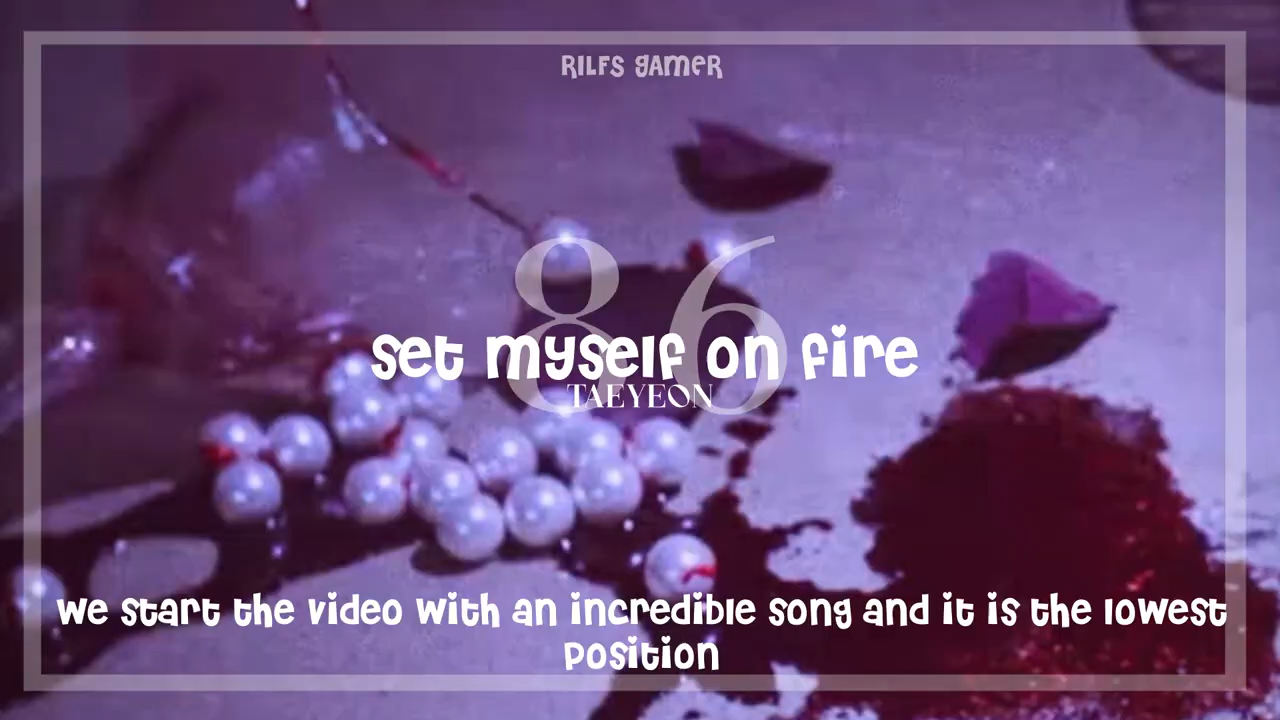 RILFS GAMER
86
set myself on fire
TAEYEON
we start the video with an incredible song and it is the lowest
position